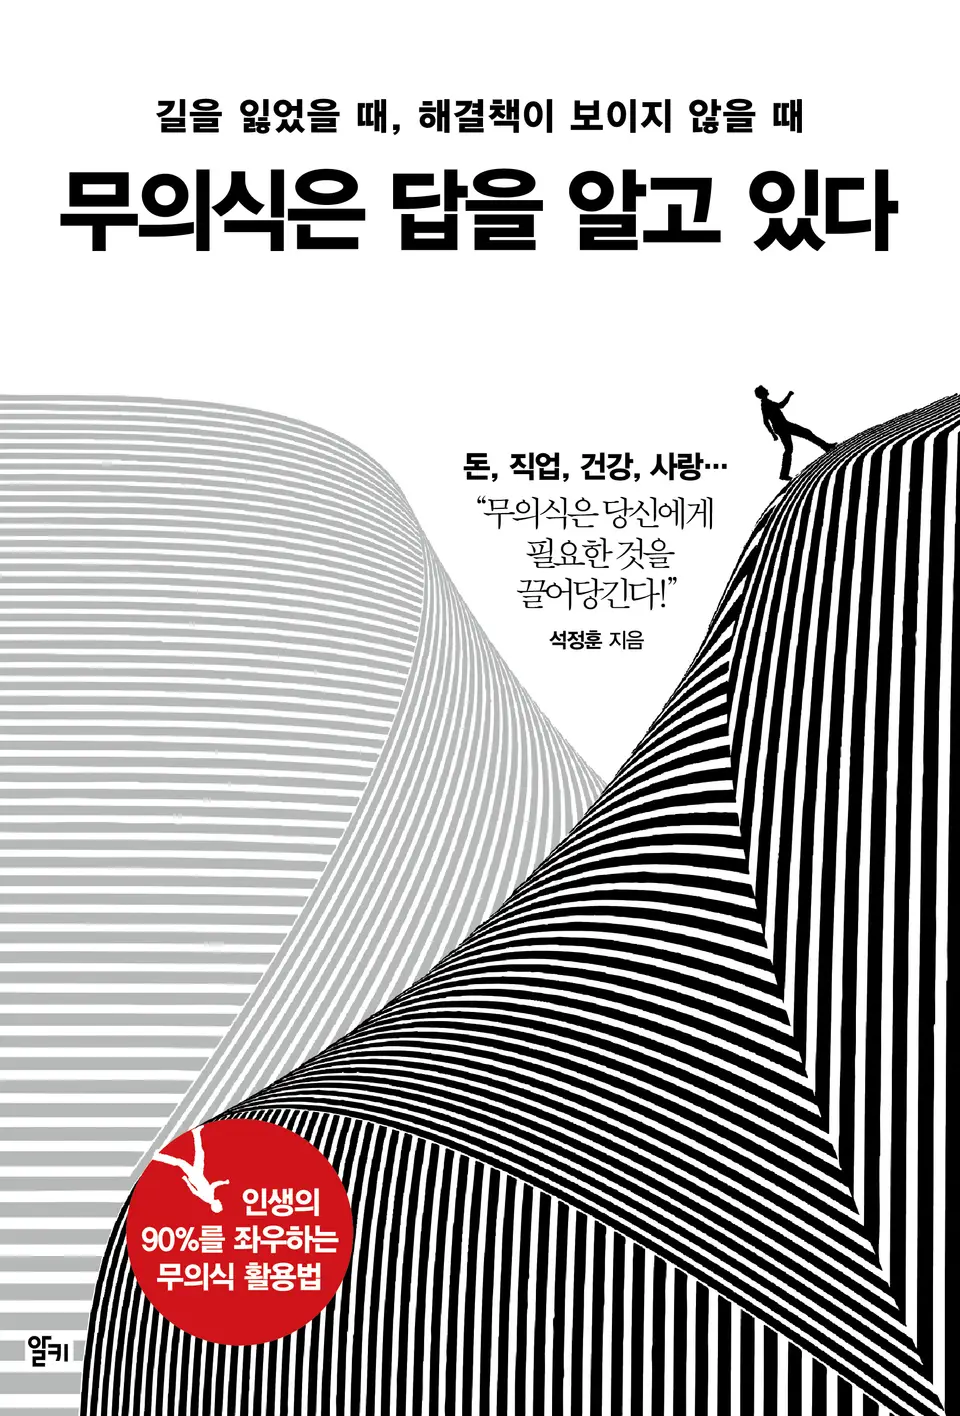 길을 잃었을 때, 해결책이 보이지 않을 때
무의식은 답을 알고 있다
돈, 직업, 건강, 사랑…
“무의식은 당신에게
필요한 것을
끌어당긴다!”
석정훈 지음
인생의
90%를 좌우하는
무의식 활용법
알키